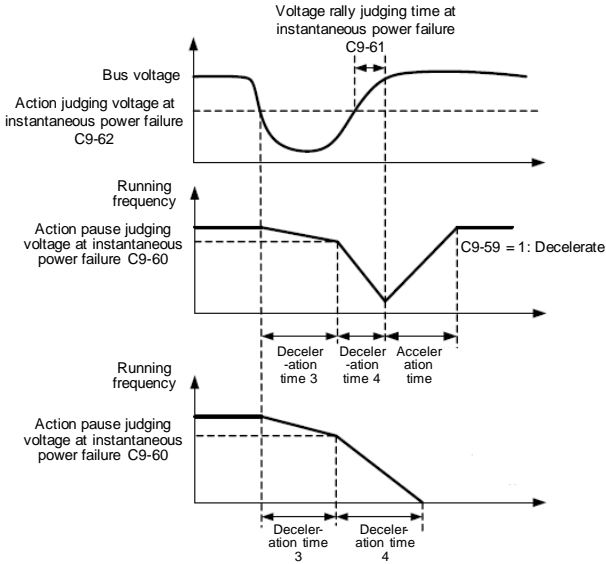 Voltage rally judging time at
instantaneous power failure
C9-61
Bus voltage
Action judging voltage at
instantaneous power failure
C9-62
Running
frequency
Action pause judging
voltage at instantaneous
power failure C9-60
C9-59 = 1: Decelerate
Deceler
-ation
time 3
Deceler
-ation
time 4
Acceler
ation
time
Running
frequency
Action pause judging
voltage at instantaneous
power failure C9-60
Deceler-
ation time
3
Deceler-
ation time
4